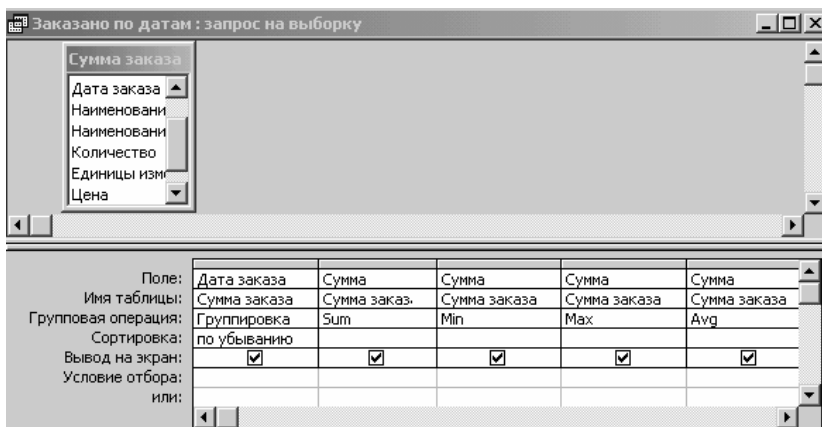 Заказано по датам : запрос на выборку
Сумма заказа
Дата заказа
Наименовани
Наименовани
Количество
Единицы изм
Цена
Поле: Дата заказа Сумма Сумма Сумма Сумма
Имя таблицы: Сумма заказа Сумма заказ Сумма заказа Сумма заказа Сумма заказа
Групповая операция: Группировка Sum Min Max Avg
Сортировка: по убыванию
Вывод на экран:
Условие отбора:
или: